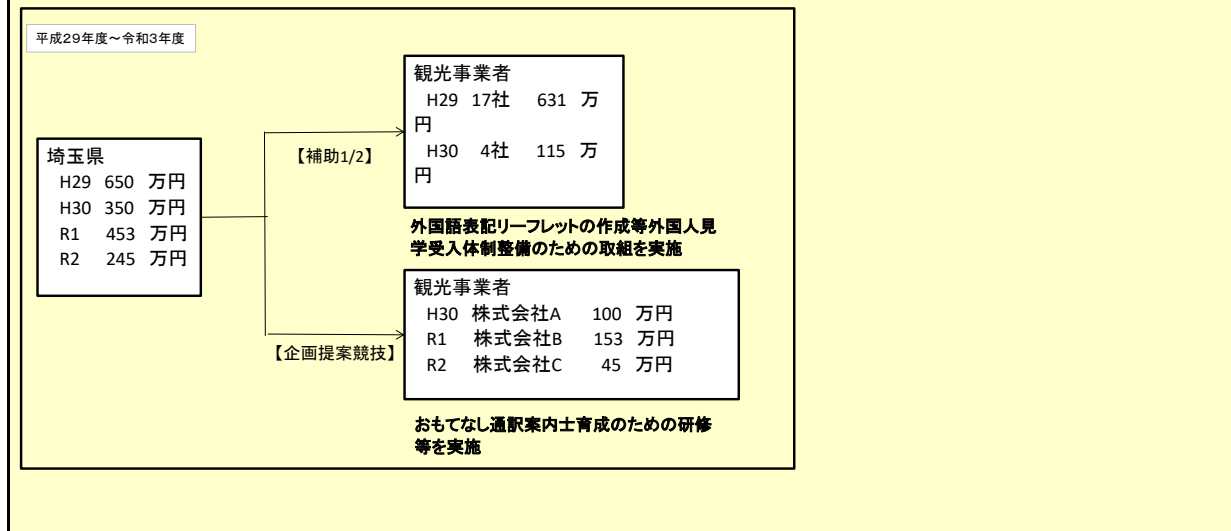 平成29年度～令和3年度
埼玉県
H29 650 万円
H30 350 万円
R1 453 万円
R2 245 万円
【補助1/2】
観光事業者
H29 17社 631 万
円
H30 4社 115 万
円
外国語表記リーフレットの作成等外国人見
学受入体制整備のための取組を実施
【企画提案競技】
観光事業者
H30 株式会社A 100 万円
R1 株式会社B 153 万円
R2 株式会社C 45 万円
おもてなし通訳案内士育成のための研修
等を実施